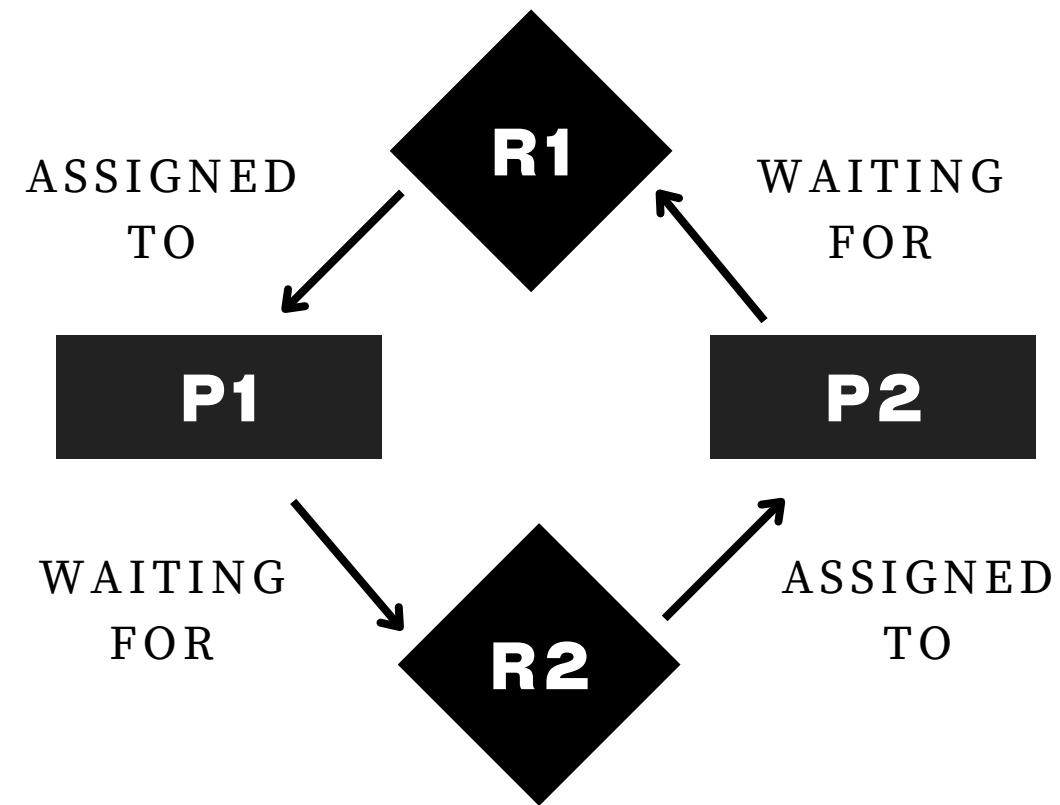 R1
ASSIGNED
TO
WAITING
FOR
P1
P2
WAITING
FOR
ASSIGNED
TO
R2